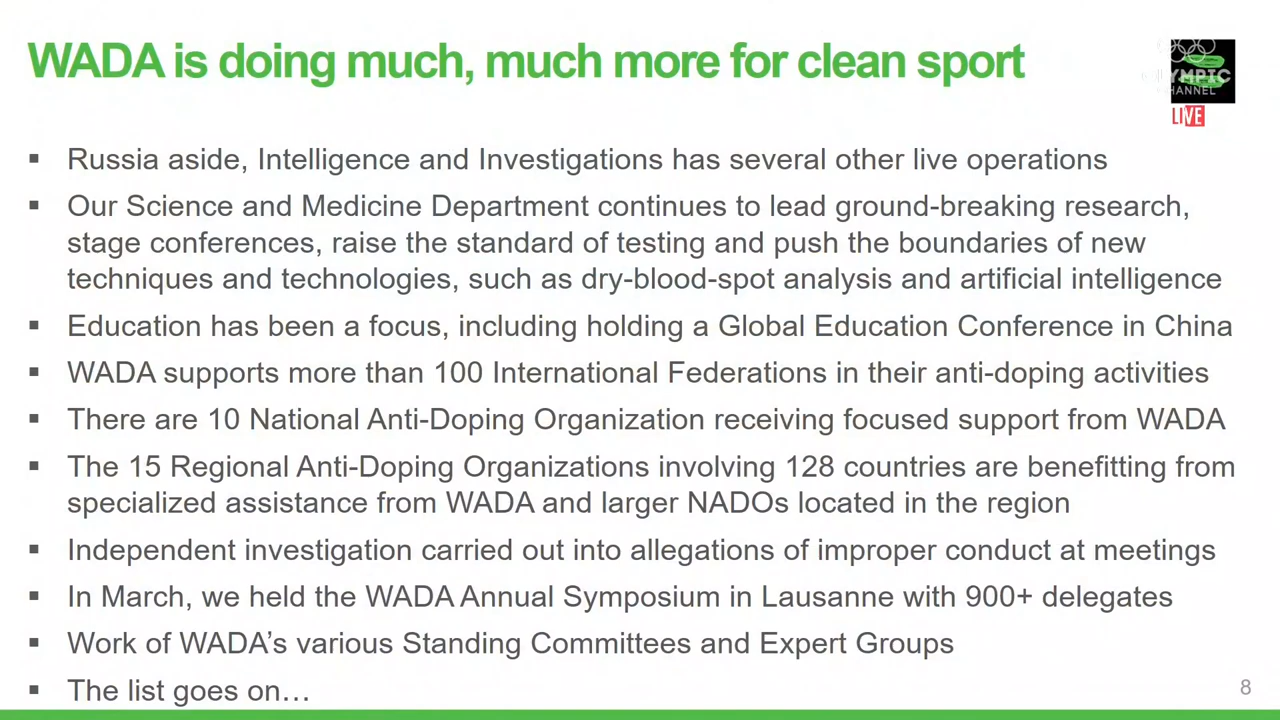 WADA is doing much, much more for clean sport
OLYMPIC
CHANNEL
LIVE
▪ Russia aside, Intelligence and Investigations has several other live operations
▪ Our Science and Medicine Department continues to lead ground-breaking research,
stage conferences, raise the standard of testing and push the boundaries of new
techniques and technologies, such as dry-blood-spot analysis and artificial intelligence
▪ Education has been a focus, including holding a Global Education Conference in China
▪ WADA supports more than 100 International Federations in their anti-doping activities
▪ There are 10 National Anti-Doping Organization receiving focused support from WADA
▪ The 15 Regional Anti-Doping Organizations involving 128 countries are benefitting from
specialized assistance from WADA and larger NADOs located in the region
▪ Independent investigation carried out into allegations of improper conduct at meetings
▪ In March, we held the WADA Annual Symposium in Lausanne with 900+ delegates
▪ Work of WADA’s various Standing Committees and Expert Groups
▪ The list goes on…
8